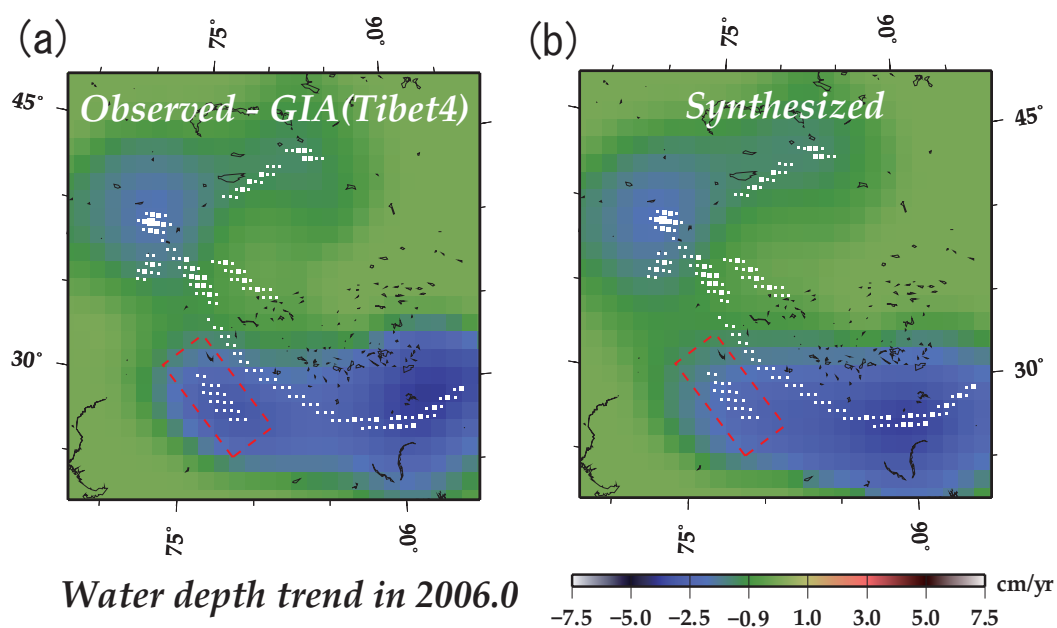 (a)
75°
90°
(b)
75°
90°
45°
Observed - GIA(Tibet4)
Synthesized
45°
30°
30°
75°
90°
75°
90°
Water depth trend in 2006.0
cm/yr
−7.5 −5.0 −2.5 −0.9 1.0 3.0 5.0 7.5